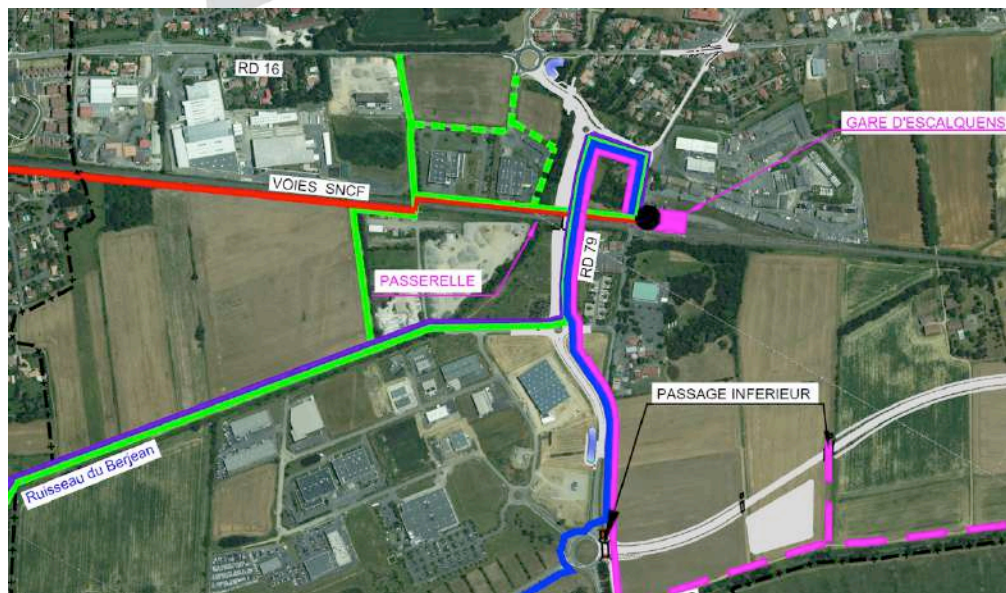 RD 16
GARE D'ESCALQUENS
VOIES SNCF
PASSERELLE
RD 79
PASSAGE INFERIEUR
Ruisseau du Berjean